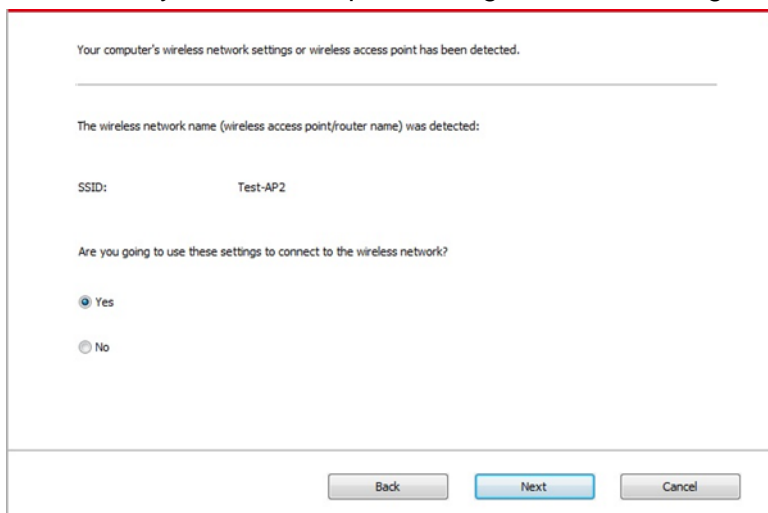 Your computer's wireless network settings or wireless access point has been detected.
The wireless network name (wireless access point/router name) was detected:
SSID: Test-AP2
Are you going to use these settings to connect to the wireless network?
Yes
No
Back Next Cancel